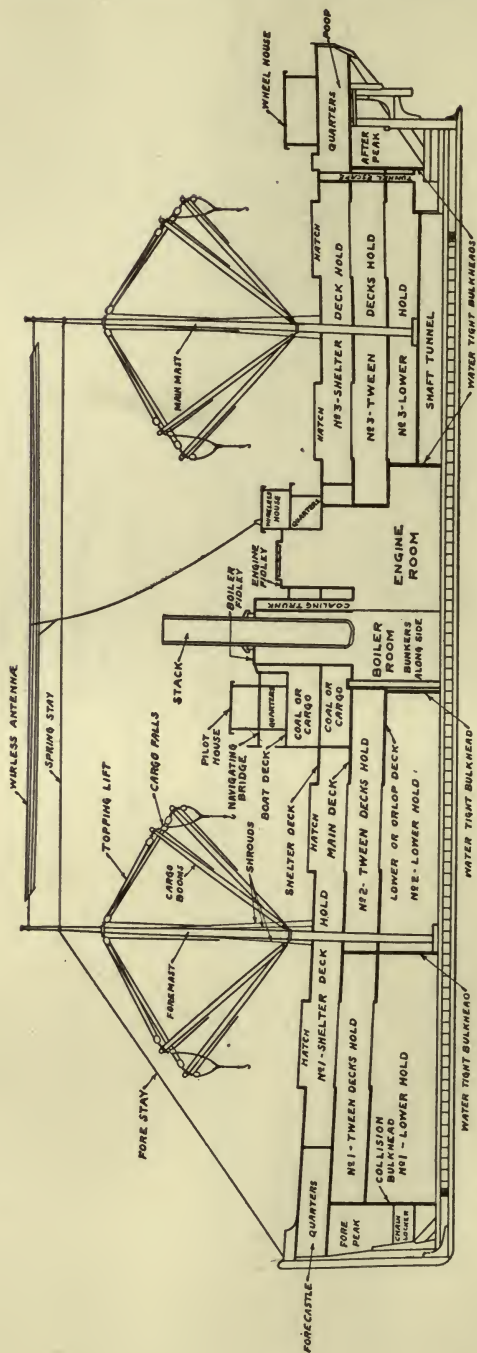 WIRLESS ANTENNÆ
SPRING STAY
TOPPING LIFT
CARGO FALLS
FORE STAY
CARGO
BOOMS
SHROUDS
FOREMAST
MAIN MAST
STACK
PILOT
HOUSE
NAVIGATING
BRIDGE
BOAT DECK
QUARTERS
BOILER
FIDLEY
ENGINE
FIDLEY
WIRELESS
HOUSE
QUARTERS
WHEEL HOUSE
POOP
QUARTERS
AFTER
PEAK
TUNNEL ESCAPE
FORECASTLE
QUARTERS
HATCH
Nº1-SHELTER DECK HOLD
HATCH
SHELTER DECK
MAIN DECK
COAL OR
CARGO
COAL OR
CARGO
COALING TRUNK
HATCH
HATCH
Nº3-SHELTER
DECK HOLD
Nº3-TWEEN
DECKS HOLD
Nº3-LOWER
HOLD
SHAFT TUNNEL
FORE
PEAK
CHAIN
LOCKER
Nº1-TWEEN DECKS HOLD
COLLISION
BULKHEAD
Nº1-LOWER HOLD
Nº2-TWEEN DECKS HOLD
LOWER OR ORLOP DECK
Nº2-LOWER HOLD
BOILER
ROOM
BUNKERS
ALONG SIDE
ENGINE
ROOM
WATER TIGHT BULKHEAD
WATER TIGHT BULKHEAD
WATER TIGHT BULKHEADS